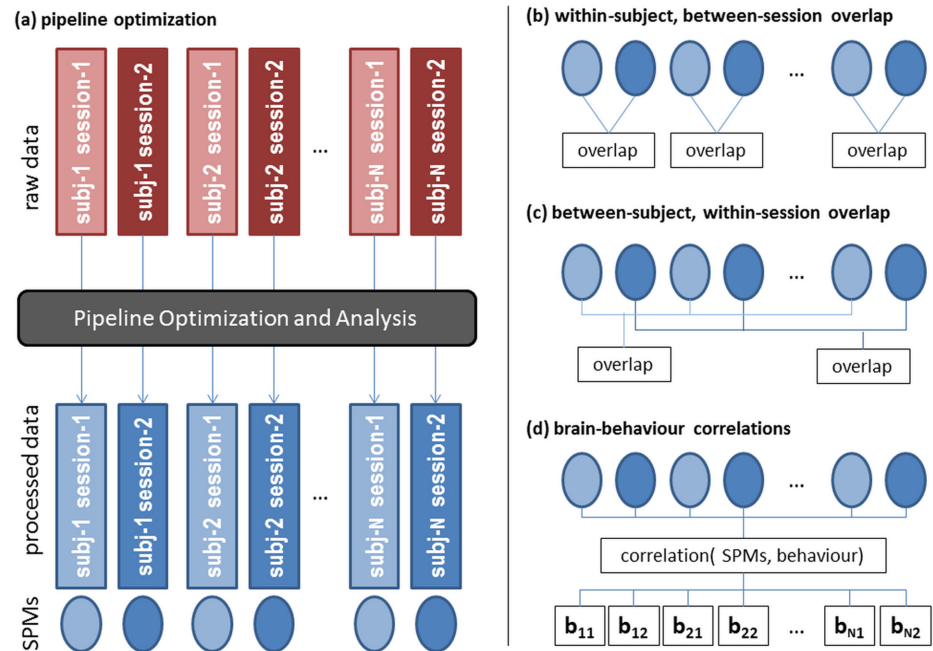 (a) pipeline optimization
raw data
subj-1 session-1
subj-1 session-2
subj-2 session-1
subj-2 session-2
...
subj-N session-1
subj-N session-2
Pipeline Optimization and Analysis
processed data
subj-1 session-1
subj-1 session-2
subj-2 session-1
subj-2 session-2
...
subj-N session-1
subj-N session-2
SPMs
(b) within-subject, between-session overlap
...
overlap
overlap
overlap
(c) between-subject, within-session overlap
...
overlap
overlap
(d) brain-behaviour correlations
...
correlation( SPMs, behaviour)
b11 b12 b21 b22 ... bN1 bN2